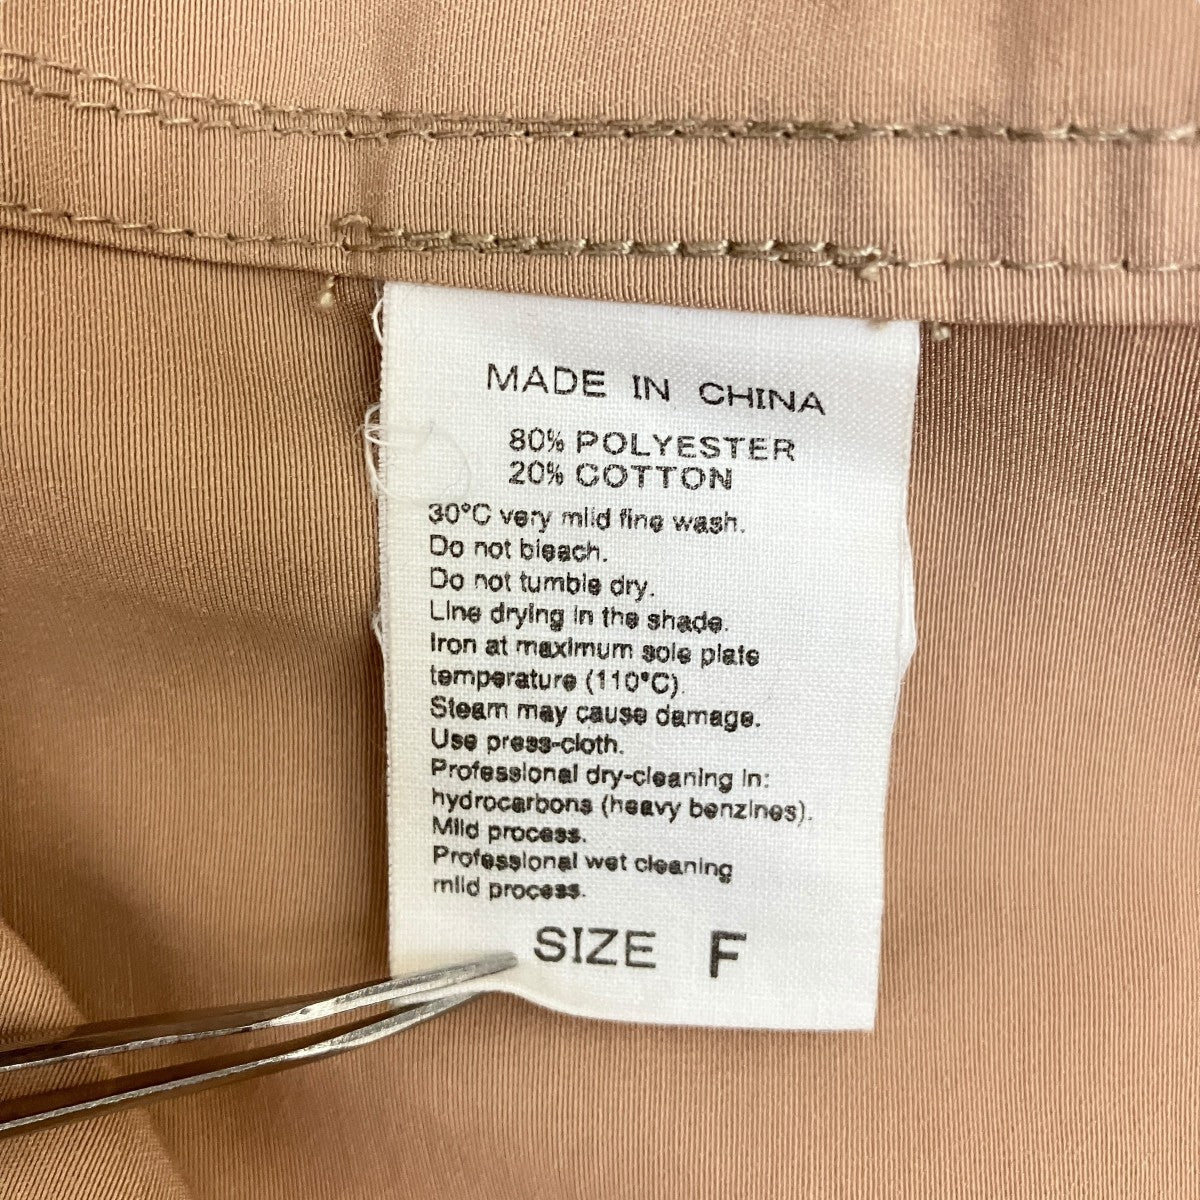 MADE IN CHINA
80% POLYESTER
20% COTTON
30°C very mild fine wash.
Do not bleach.
Do not tumble dry.
Line drying in the shade.
Iron at maximum sole plate
temperature (110°C).
Steam may cause damage.
Use press-cloth.
Professional dry-cleaning in:
hydrocarbons (heavy benzines).
Mild process.
Professional wet cleaning
mild process.
SIZE F